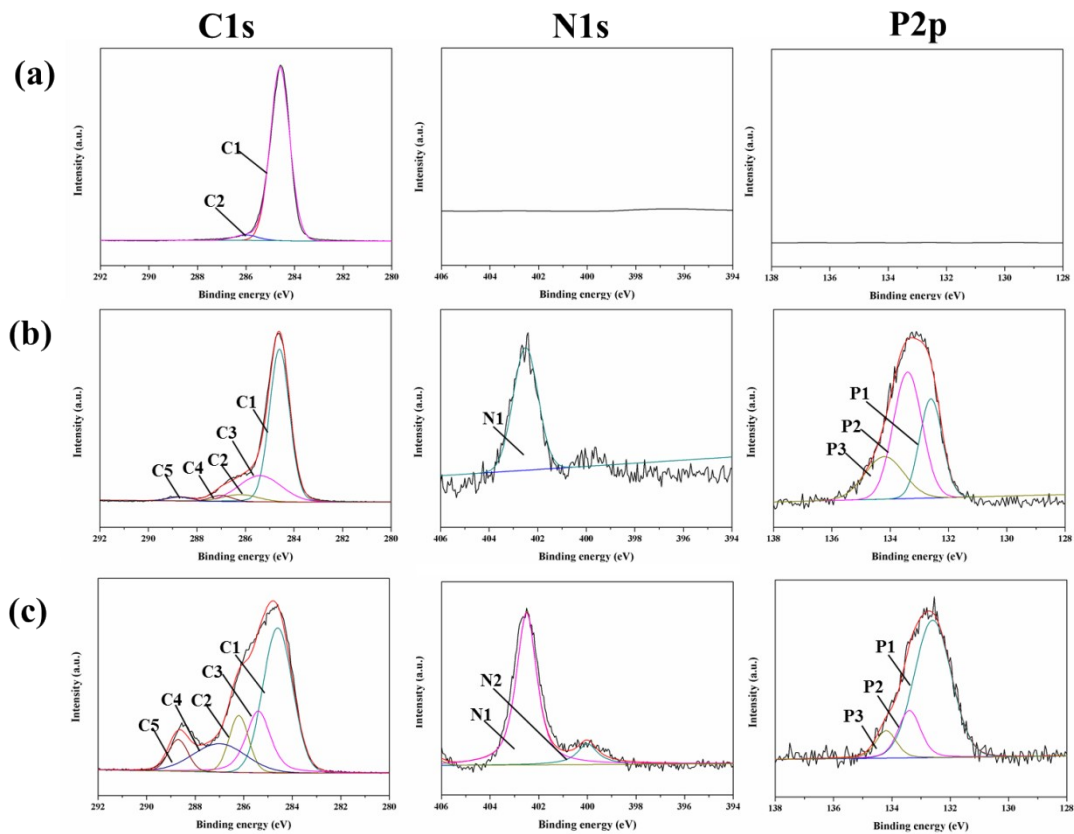 C1s N1s P2p
(a)
Intensity (a.u.)
C1
C2
292 290 288 286 284 282 280
Binding energy (eV)
Intensity (a.u.)
406 404 402 400 398 396 394
Binding energy (eV)
Intensity (a.u.)
138 136 134 132 130 128
Binding energy (eV)
(b)
Intensity (a.u.)
C1
C3
C2
C4
C5
292 290 288 286 284 282 280
Binding energy (eV)
Intensity (a.u.)
N1
406 404 402 400 398 396 394
Binding energy (eV)
Intensity (a.u.)
P1
P2
P3
138 136 134 132 130 128
Binding energy (eV)
(c)
Intensity (a.u.)
C1
C3
C2
C4
C5
292 290 288 286 284 282 280
Binding energy (eV)
Intensity (a.u.)
N2
N1
406 404 402 400 398 396 394
Binding energy (eV)
Intensity (a.u.)
P1
P2
P3
138 136 134 132 130 128
Binding energy (eV)